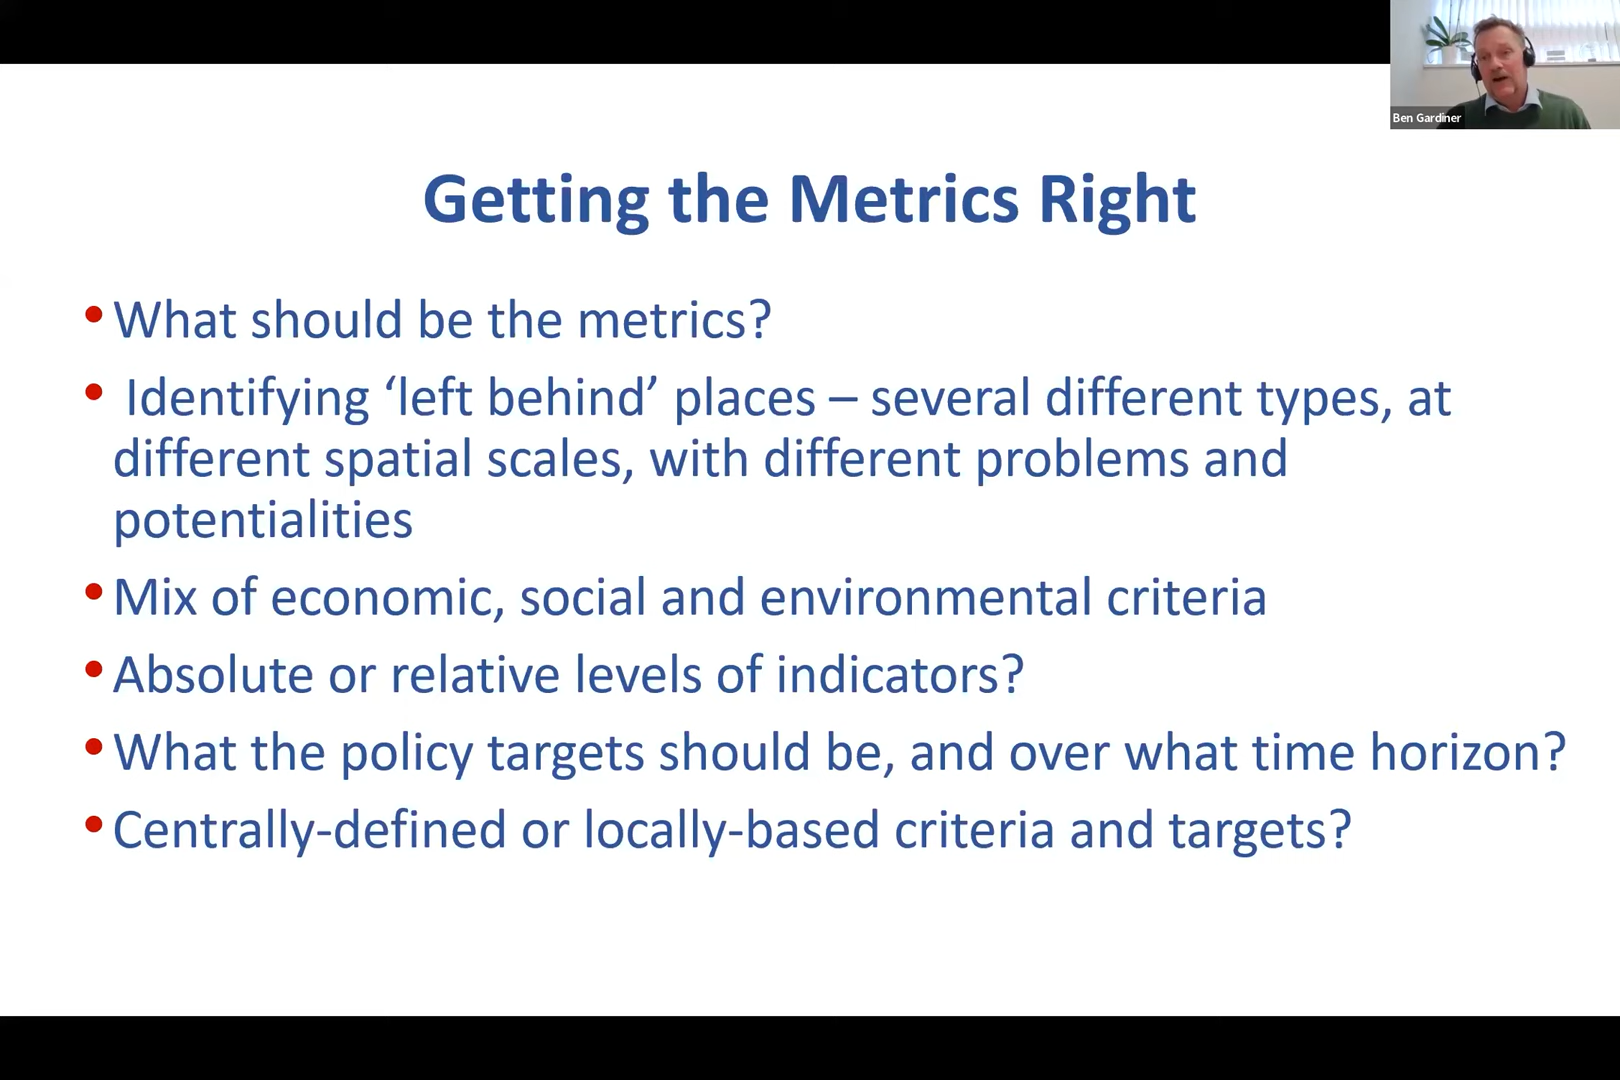 Ben Gardiner
Getting the Metrics Right
• What should be the metrics?
• Identifying ‘left behind’ places – several different types, at
different spatial scales, with different problems and
potentialities
• Mix of economic, social and environmental criteria
• Absolute or relative levels of indicators?
• What the policy targets should be, and over what time horizon?
• Centrally-defined or locally-based criteria and targets?